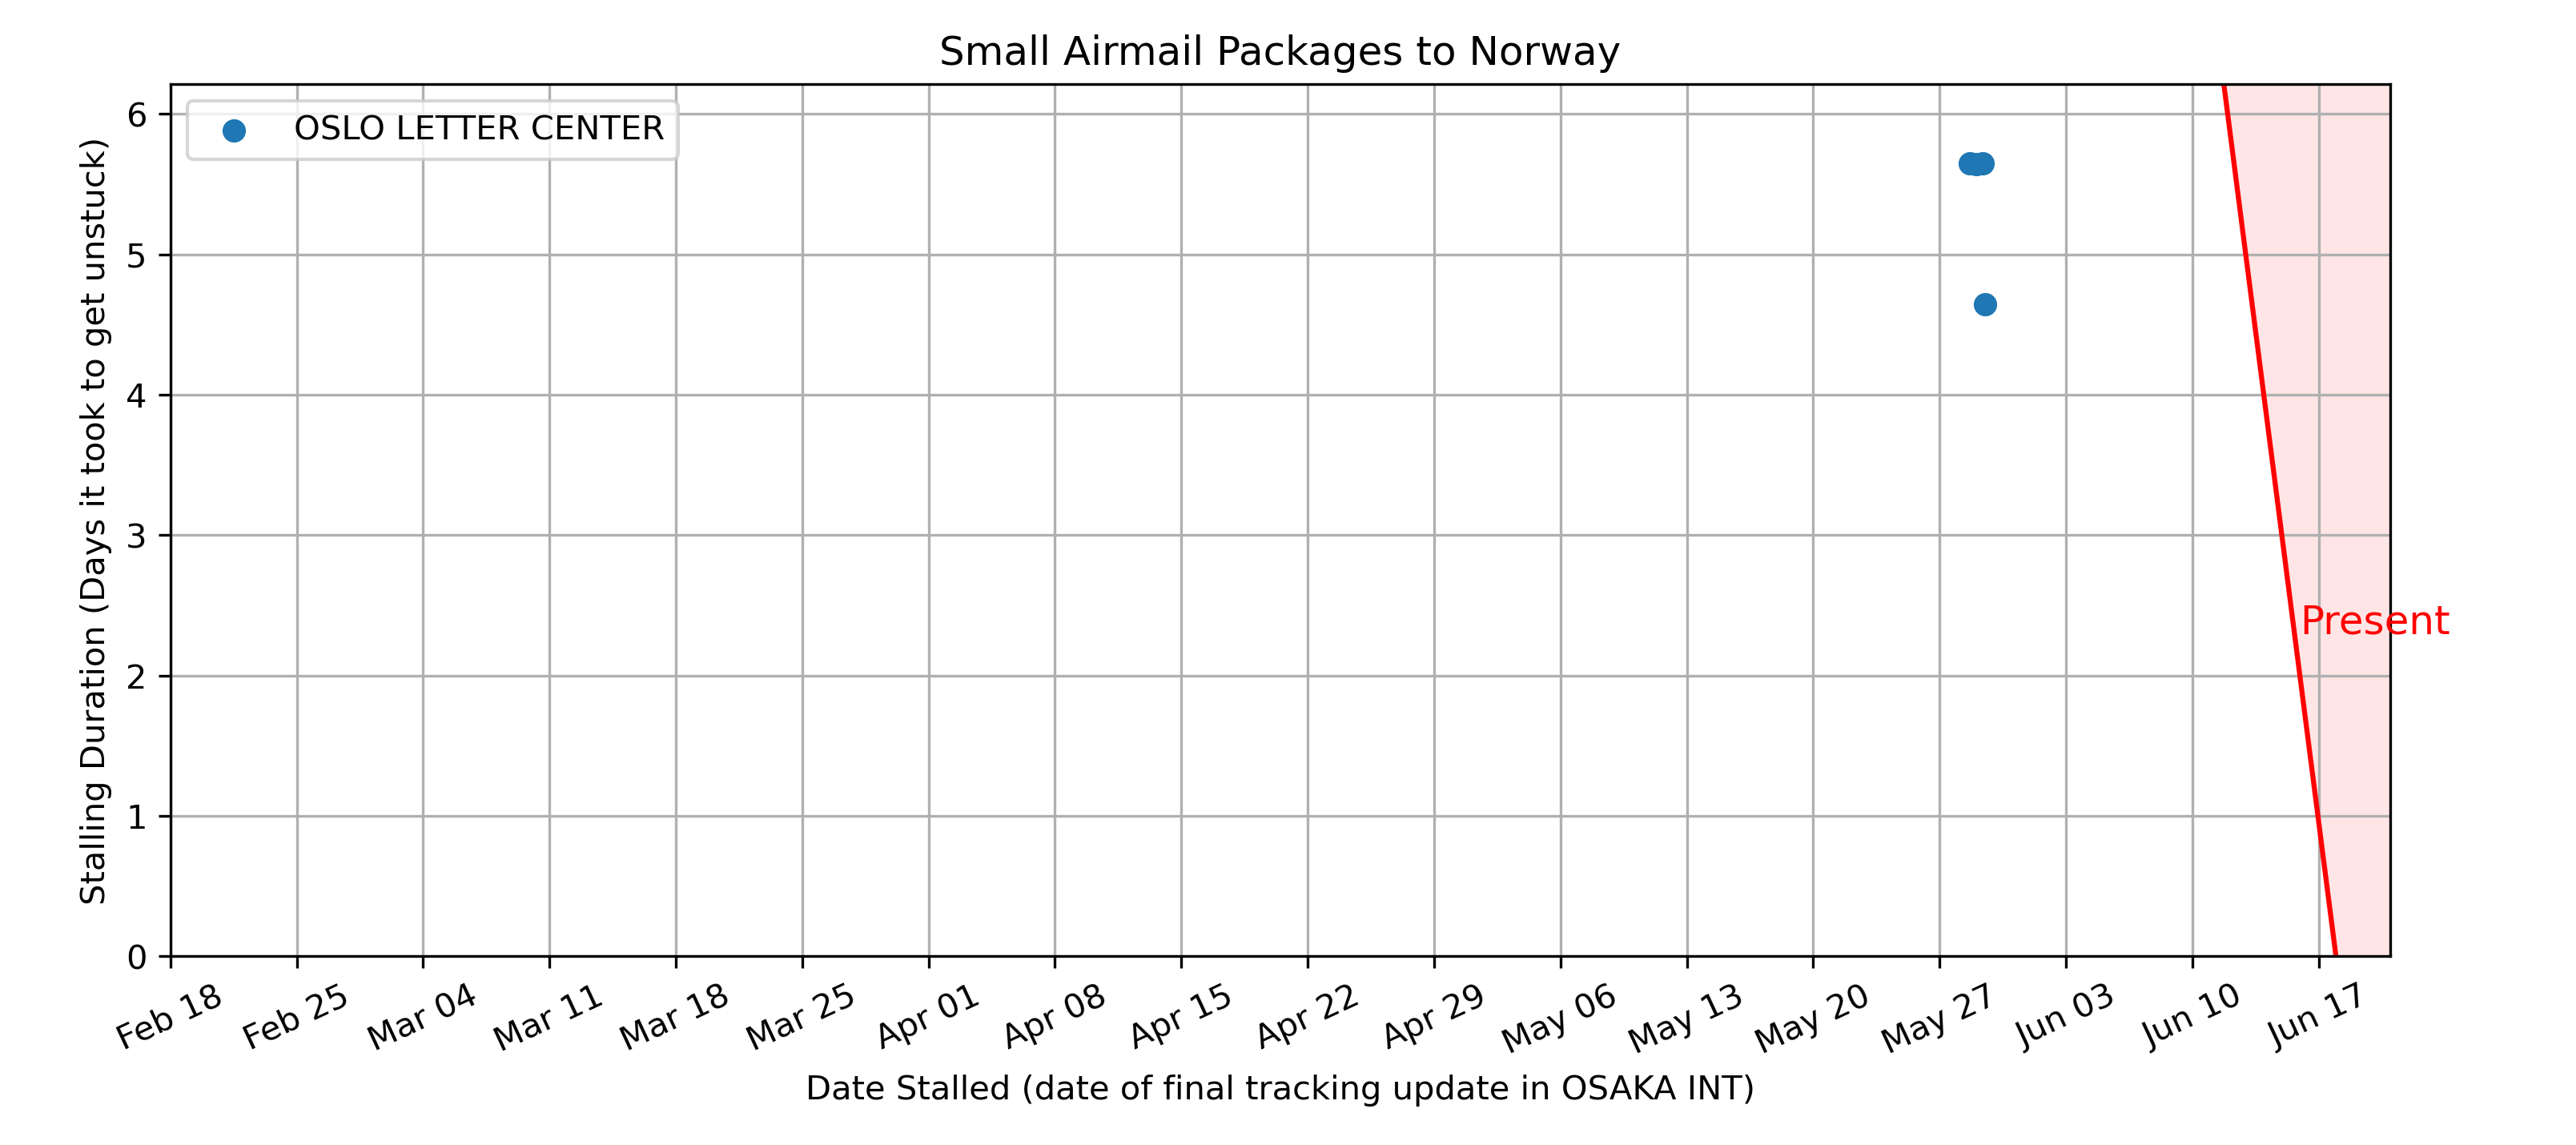 Small Airmail Packages to Norway
OSLO LETTER CENTER
Stalling Duration (Days it took to get unstuck)
6
5
4
3
2
1
0
Present
Feb 18
Feb 25
Mar 04
Mar 11
Mar 18
Mar 25
Apr 01
Apr 08
Apr 15
Apr 22
Apr 29
May 06
May 13
May 20
May 27
Jun 03
Jun 10
Jun 17
Date Stalled (date of final tracking update in OSAKA INT)